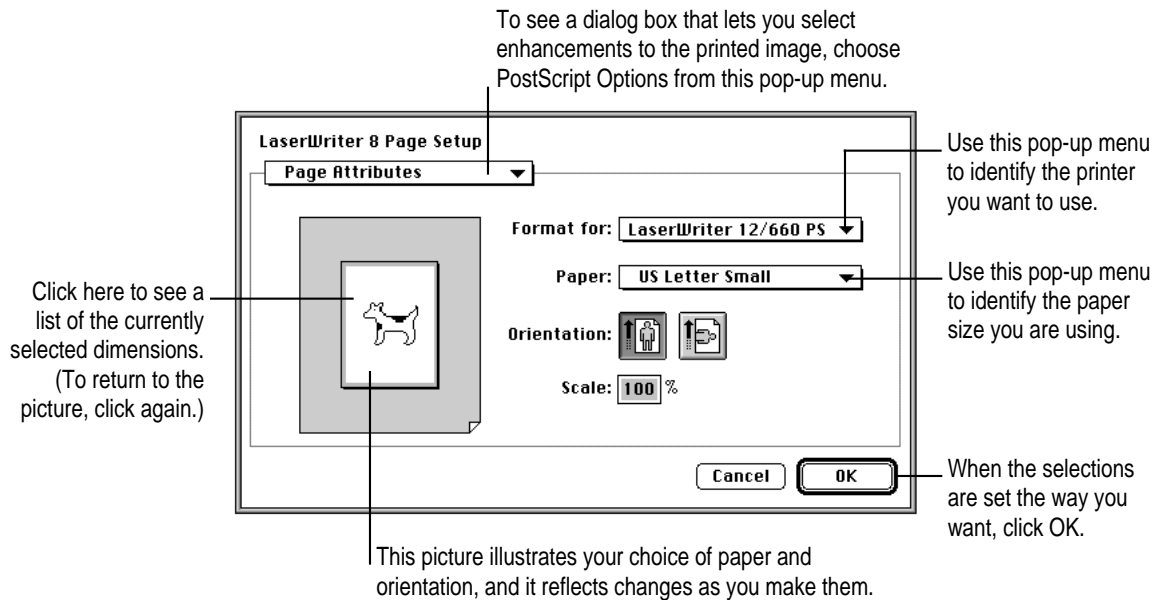 To see a dialog box that lets you select
enhancements to the printed image, choose
PostScript Options from this pop-up menu.
LaserWriter 8 Page Setup
Page Attributes
Use this pop-up menu
to identify the printer
you want to use.
Format for: LaserWriter 12/660 PS
Paper: US Letter Small
Use this pop-up menu
to identify the paper
size you are using.
Click here to see a
list of the currently
selected dimensions.
(To return to the
picture, click again.)
Orientation:
Scale: 100 %
Cancel OK
When the selections
are set the way you
want, click OK.
This picture illustrates your choice of paper and
orientation, and it reflects changes as you make them.